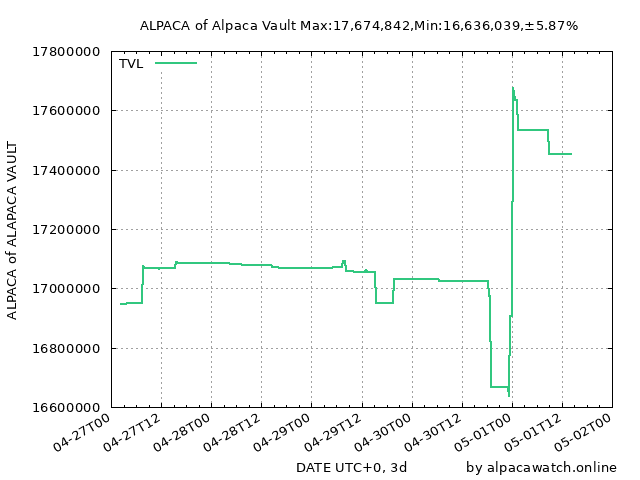 ALPACA of Alpaca Vault Max:17,674,842,Min:16,636,039,±5.87%
TVL
ALPACA of ALAPACA VAULT
17800000
17600000
17400000
17200000
17000000
16800000
16600000
04-27T00
04-27T12
04-28T00
04-28T12
04-29T00
04-29T12
04-30T00
04-30T12
05-01T00
05-01T12
05-02T00
DATE UTC+0, 3d
by alpacawatch.online